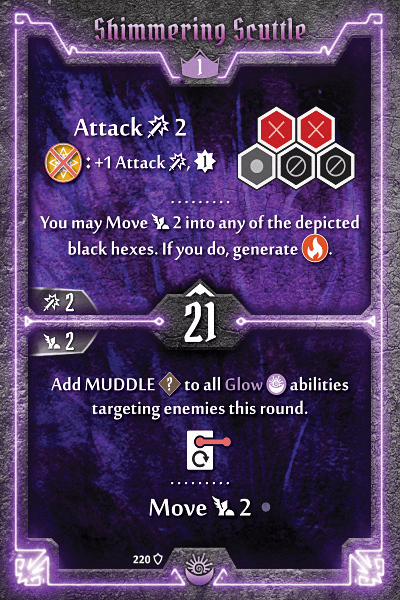 Shimmering Scuttle
1
Attack 2
: +1 Attack , 1
You may Move 2 into any of the depicted
black hexes. If you do, generate .
2
21
2
Add MUDDLE ? to all Glow abilities
targeting enemies this round.
Move 2
220